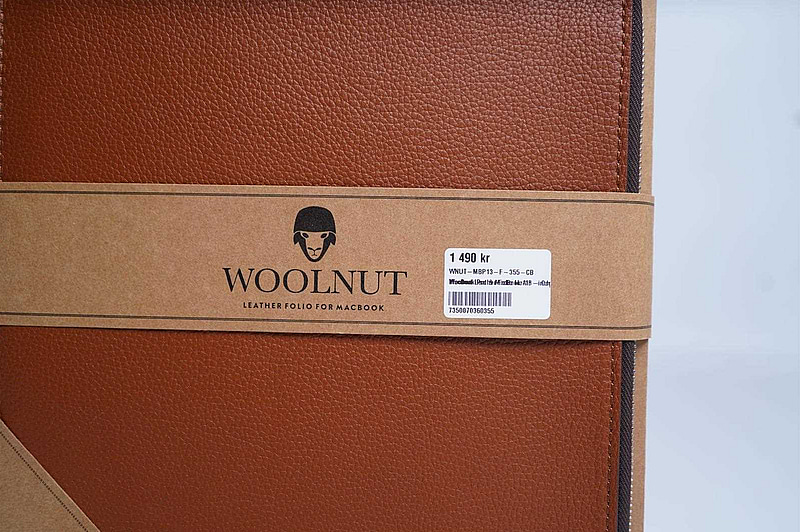 WOOLNUT
LEATHER FOLIO FOR MACBOOK
1 490 kr
WNUT-MBP13-F-355-CB
7350070360355